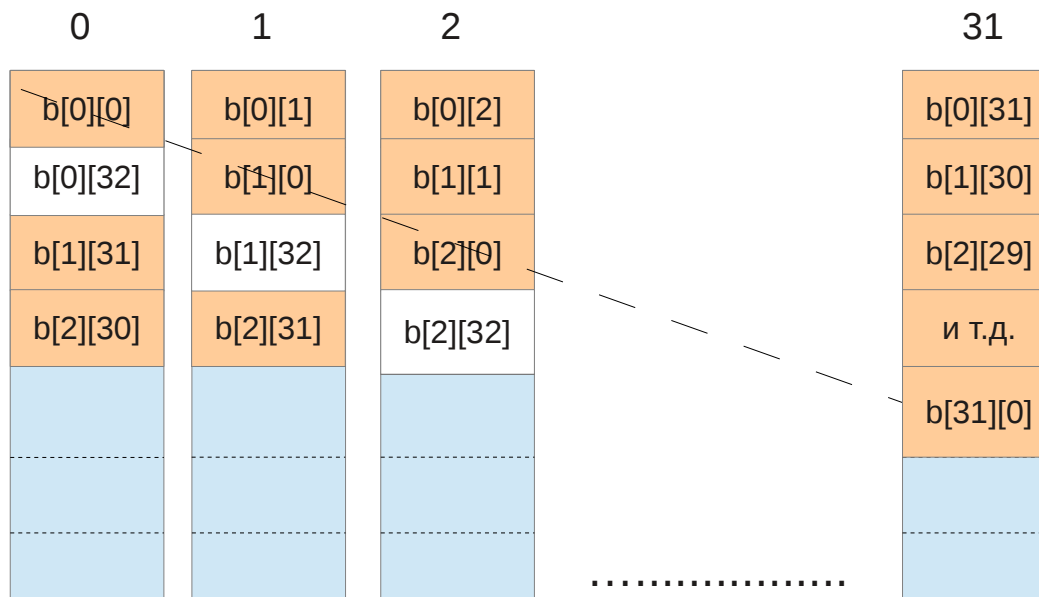 0 1 2 31
b[0][0] b[0][1] b[0][2] b[0][31]
b[0][32] b[1][0] b[1][1] b[1][30]
b[1][31] b[1][32] b[2][0] b[2][29]
b[2][30] b[2][31] b[2][32] и т.д.
b[31][0]
..................